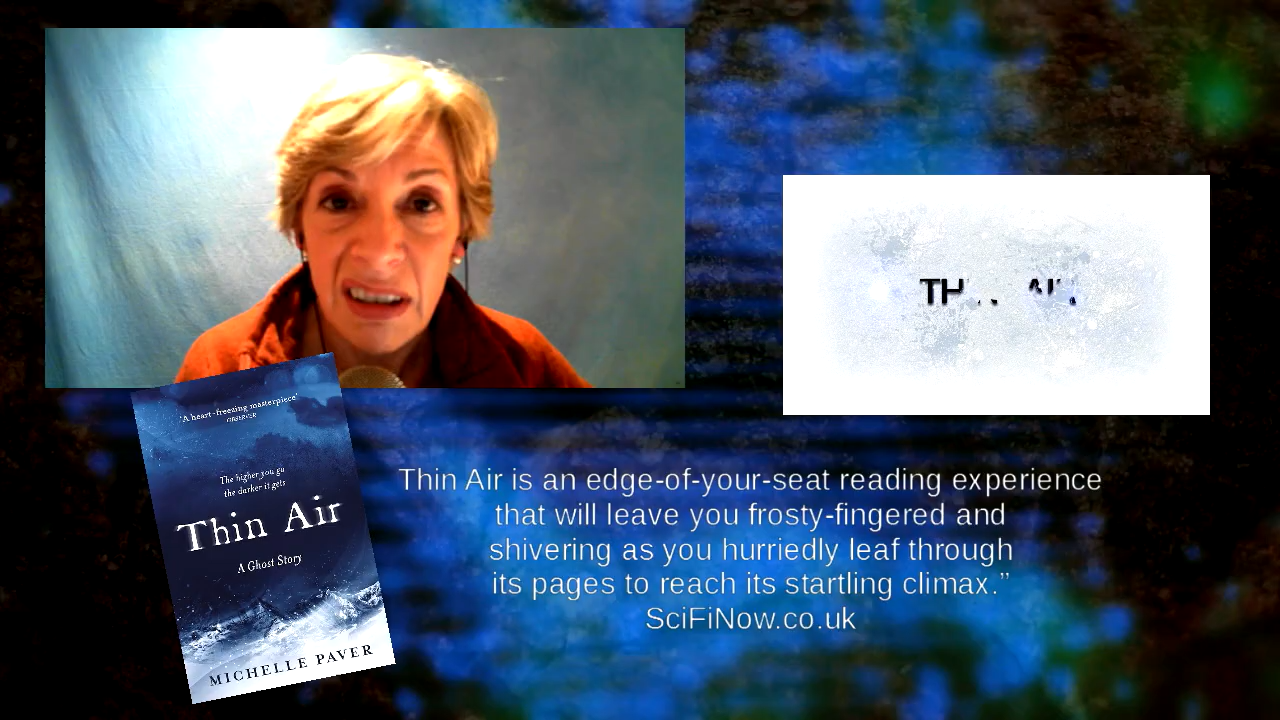 TH
'A heart-freezing masterpiece'
OBSERVER
The higher you go
the darker it gets
Thin Air
A Ghost Story
MICHELLE PAVER
Thin Air is an edge-of-your-seat reading experience
that will leave you frosty-fingered and
shivering as you hurriedly leaf through
its pages to reach its startling climax.”
SciFiNow.co.uk